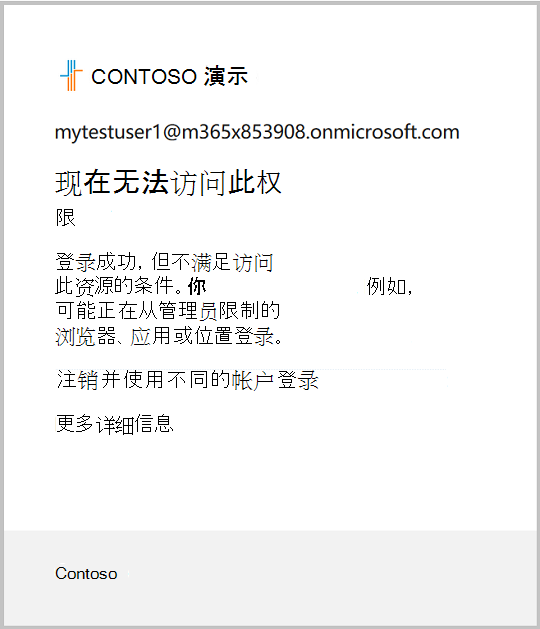 CONTOSO 演示
mytestuser1@m365x853908.onmicrosoft.com
现在无法访问此权
限
登录成功，但不满足访问
此资源的条件。你 例如，
可能正在从管理员限制的
浏览器、应用或位置登录。
注销并使用不同的帐户登录
更多详细信息
Contoso